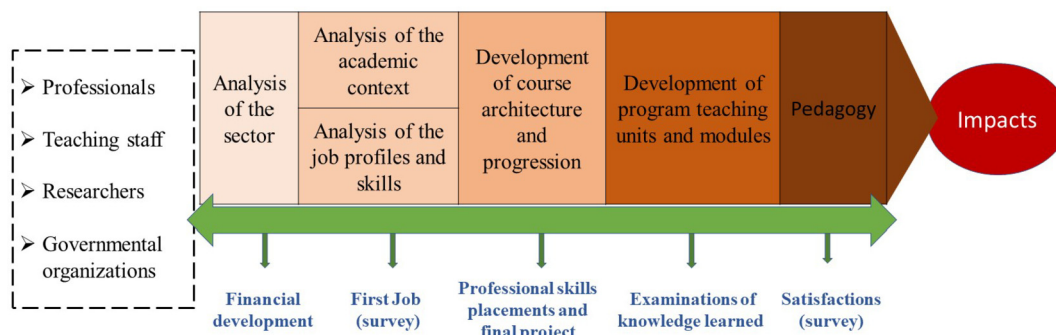 Professionals
Teaching staff
Researchers
Governmental
organizations
Analysis
of the
sector
Analysis of the
academic
context
Analysis of the
job profiles and
skills
Development
of course
architecture
and
progression
Development of
program teaching
units and modules
Pedagogy
Impacts
Financial
development
First Job
(survey)
Professional skills
placements and
final project
Examinations of
knowledge learned
Satisfactions
(survey)